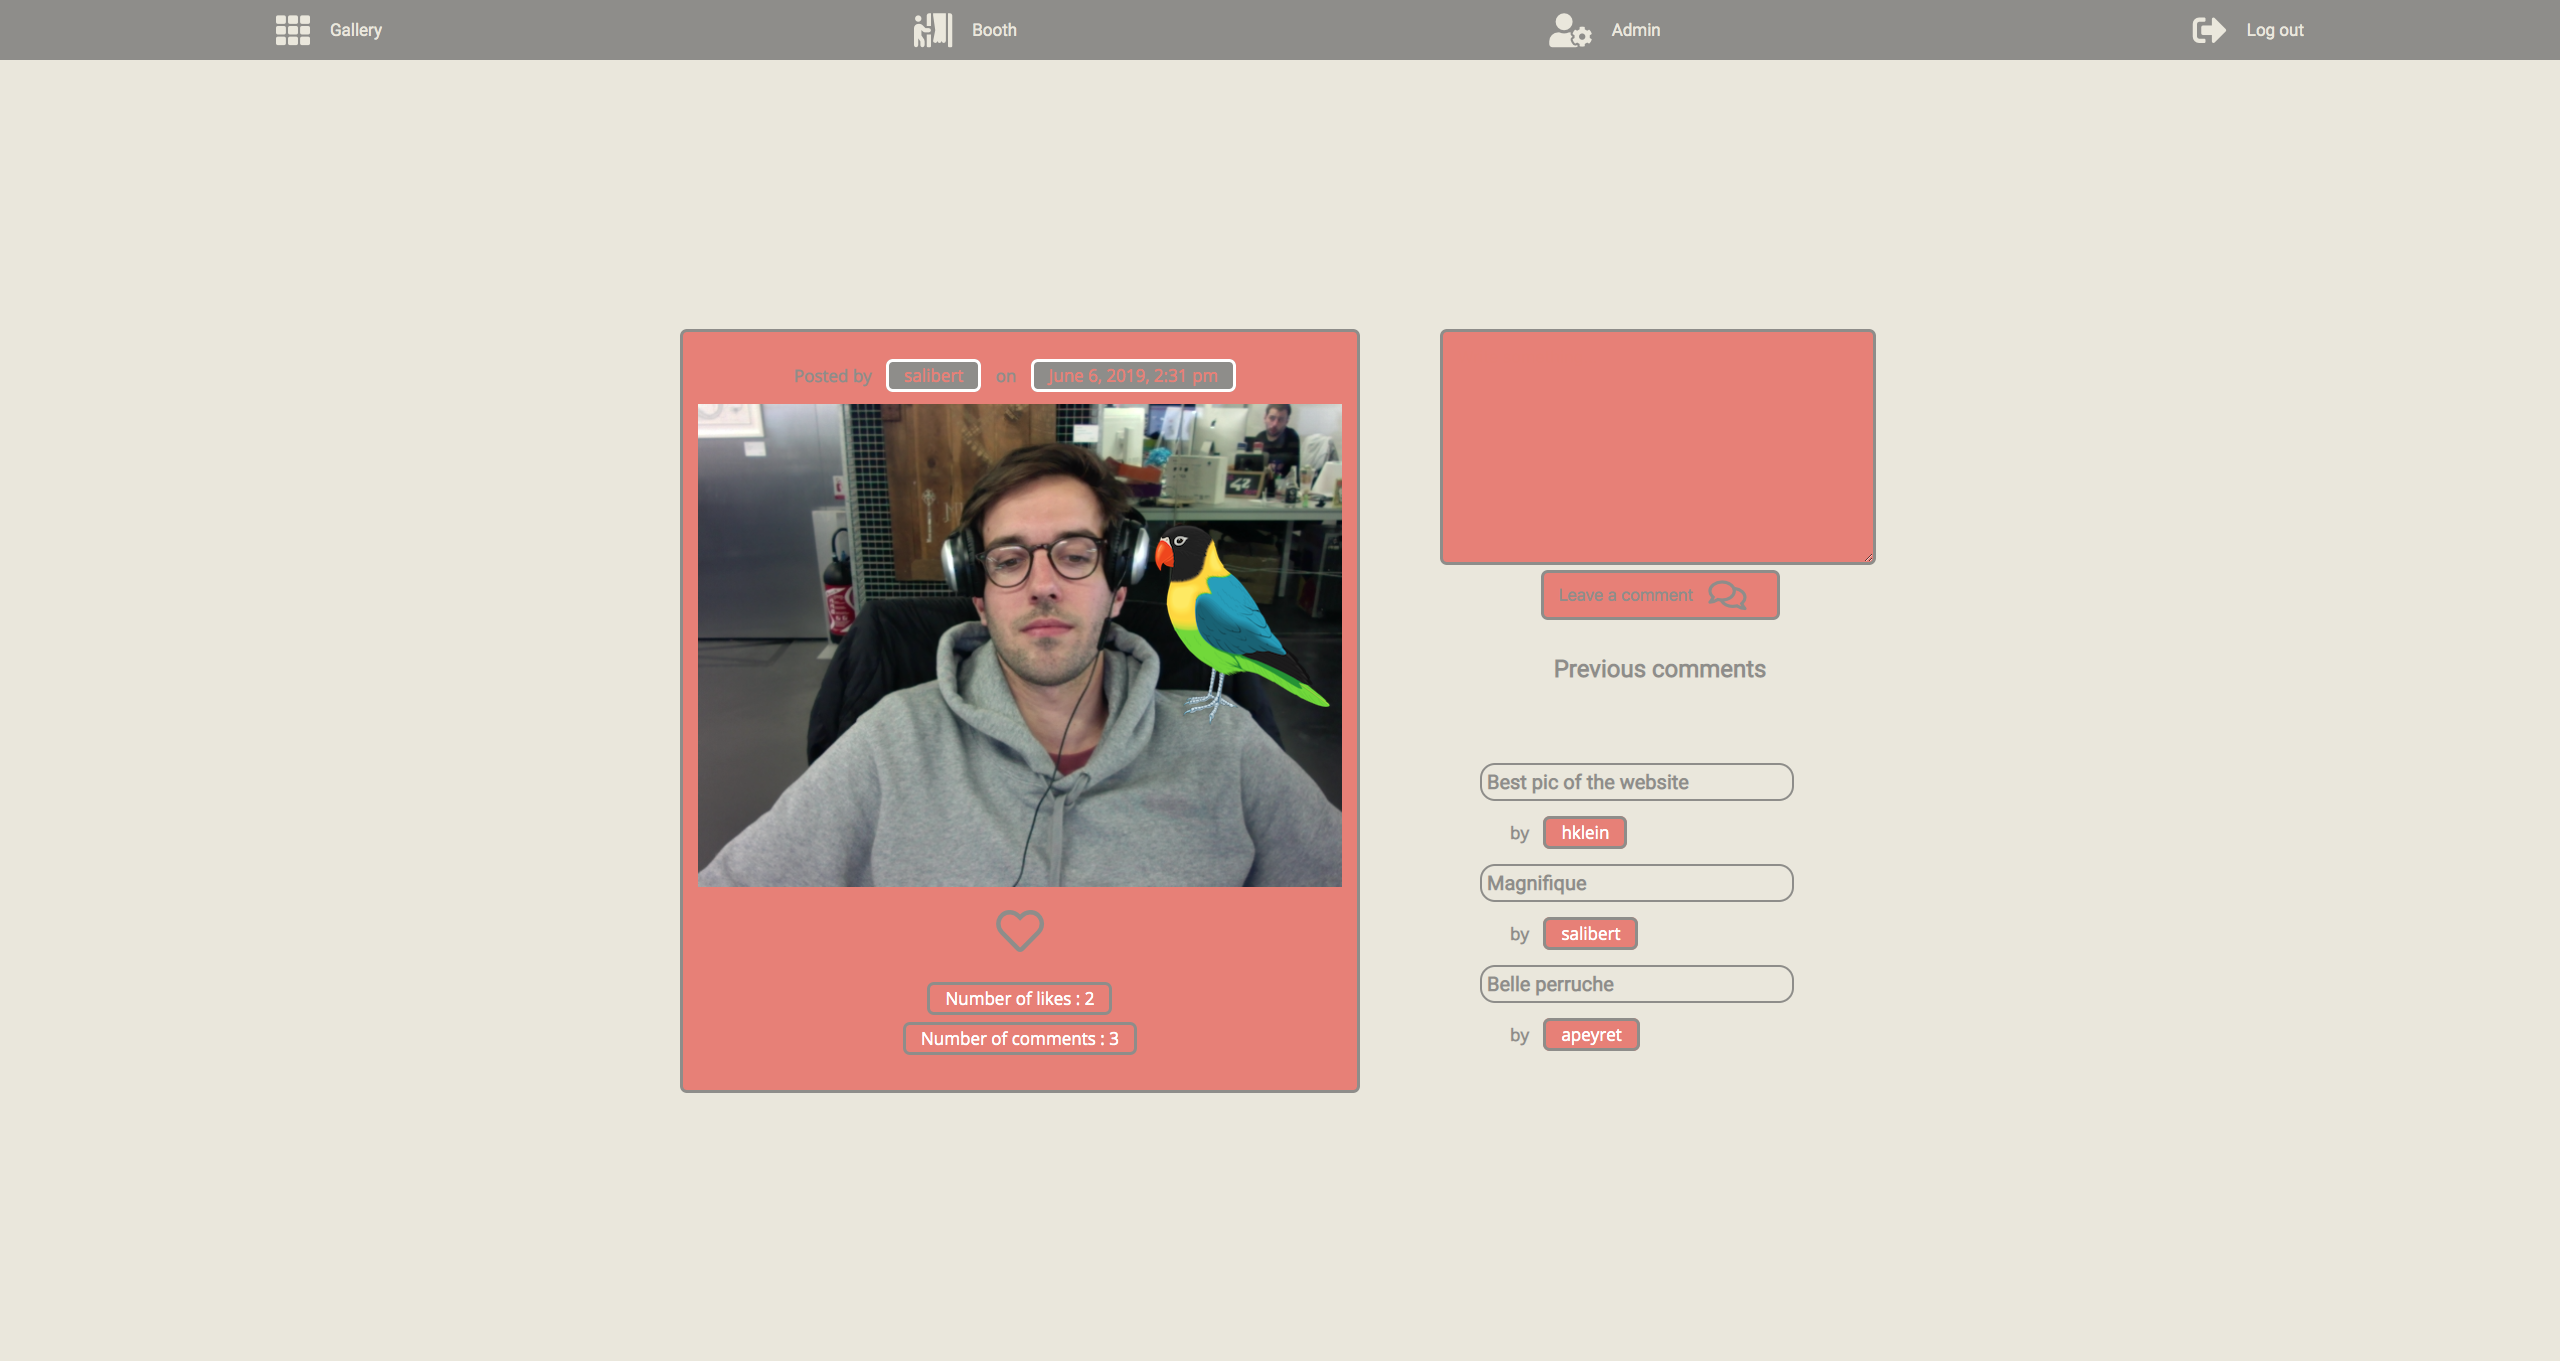 Gallery
Booth
Admin
Log out
Posted by salibert on June 6, 2019, 2:31 pm
42
Number of likes : 2
Number of comments : 3
Leave a comment
Previous comments
Best pic of the website
by hklein
Magnifique
by salibert
Belle perruche
by apeyret